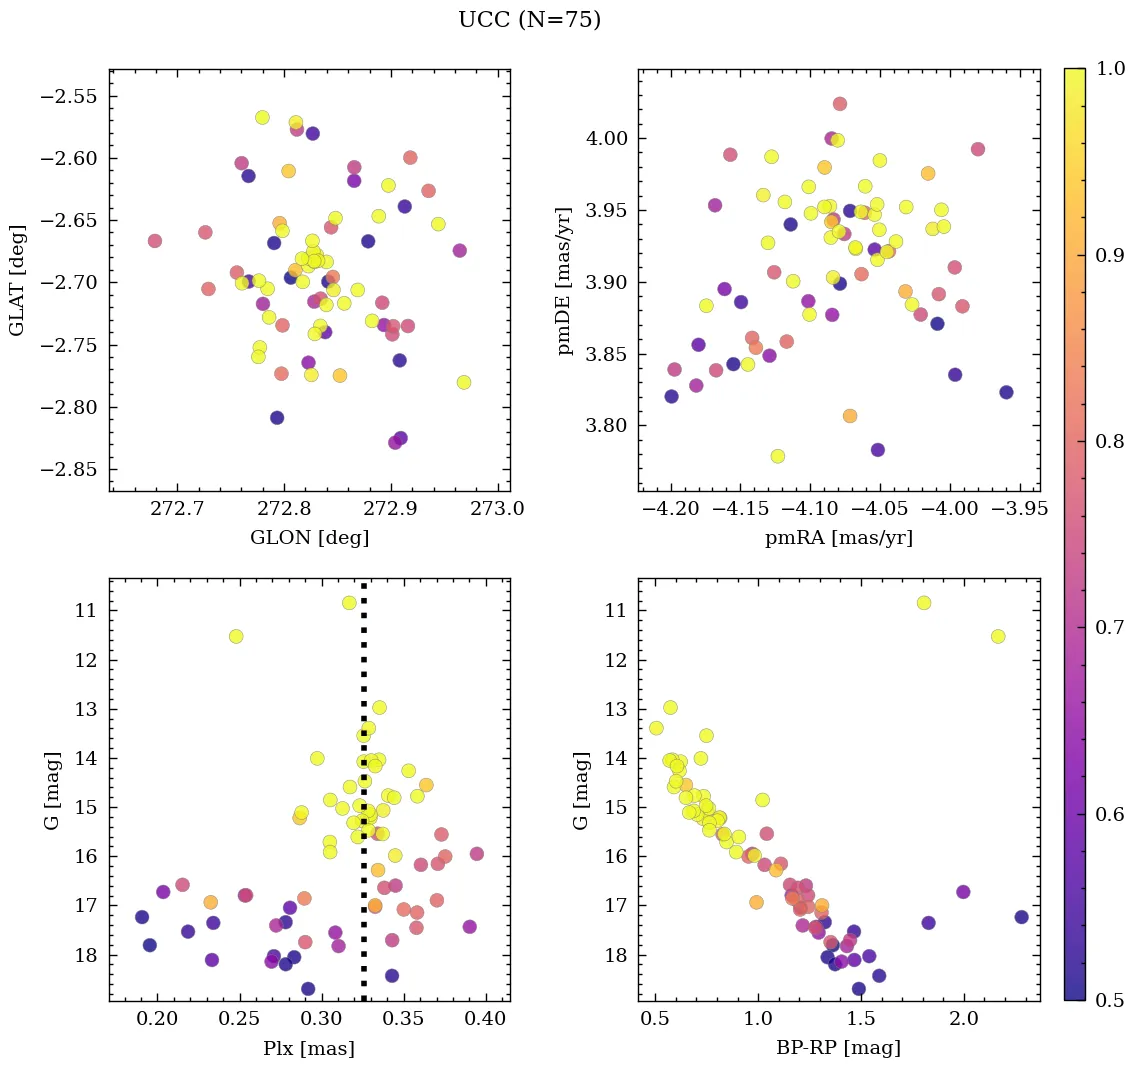 UCC (N=75)
−2.55
−2.60
−2.65
−2.70
−2.75
−2.80
−2.85
GLAT [deg]
272.7 272.8 272.9 273.0
GLON [deg]
4.00
3.95
3.90
3.85
3.80
pmDE [mas/yr]
−4.20 −4.15 −4.10 −4.05 −4.00 −3.95
pmRA [mas/yr]
11
12
13
14
15
16
17
18
G [mag]
0.20 0.25 0.30 0.35 0.40
Plx [mas]
11
12
13
14
15
16
17
18
G [mag]
0.5 1.0 1.5 2.0
BP-RP [mag]
1.0
0.9
0.8
0.7
0.6
0.5